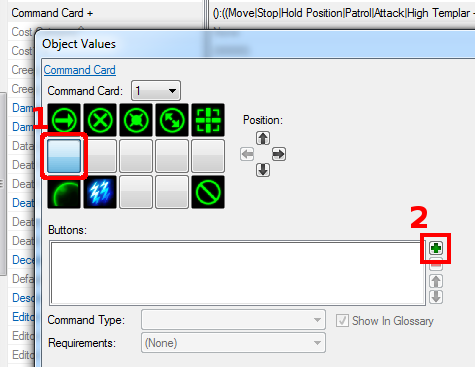 Command Card +
():((Move|Stop|Hold Position|Patrol|Attack|High Templar -
Cost
Object Values
Cost
Cree
Command Card
Cree
Command Card:
1
Dam
1
Dam
Position:
Data
Deat
Deat
Deat
Deat
2
Buttons:
Dece
Defa
Desc
Command Type:
Show In Glossary
Edito
Requirements:
(None)
Edito
Edito